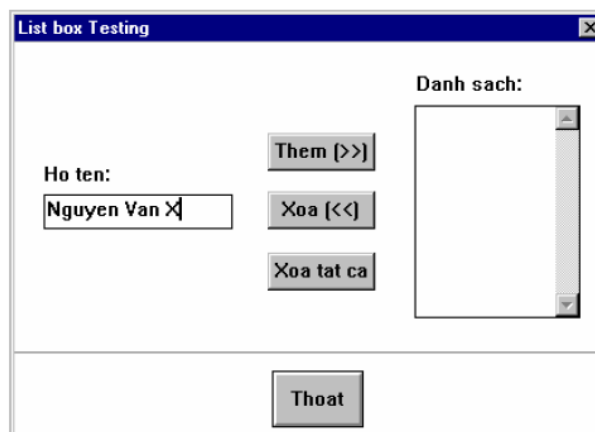 List box Testing
Danh sach:
Them (>>)
Ho ten:
Nguyen Van X
Xoa (<<)
Xoa tat ca
Thoat